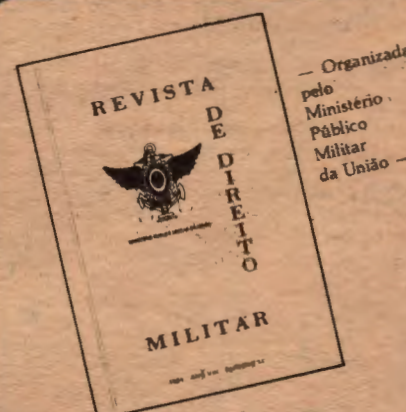 REVISTA
DE DIREITO
MILITAR
— Organizada
pelo
Ministério
Público
Militar
da União —